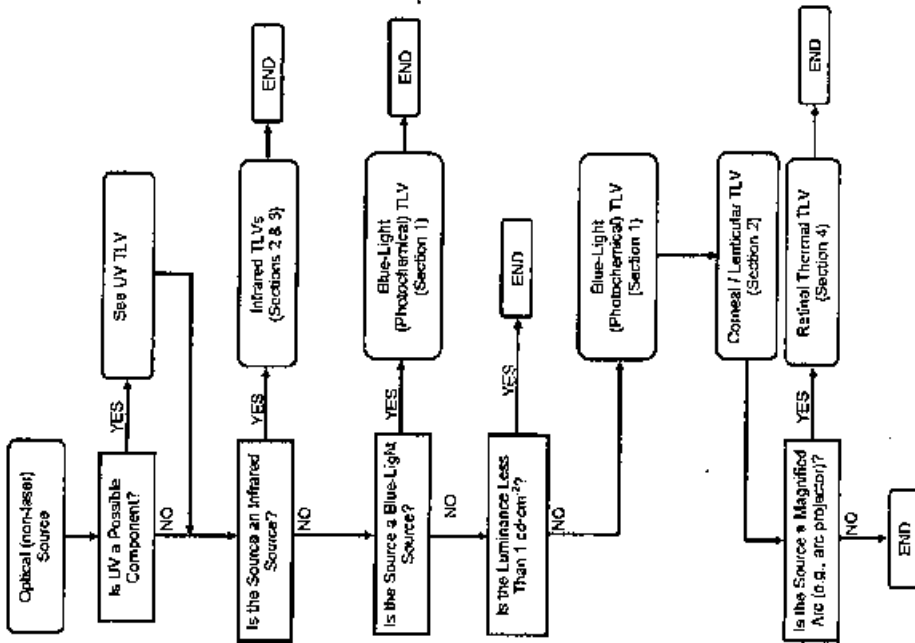 Optical (non-laser)
Source
Is UV a Possible
Component?
YES
See UV TLV
NO
Is the Source an Infrared
Source?
YES
Infrared TLVs
(Sections 2 & 3)
END
NO
Is the Source a Blue-Light
Source?
YES
Blue-Light
(Photochemical) TLV
(Section 1)
END
NO
Is the Luminance Less
Than 1 cd·cm²?
YES
END
NO
Blue-Light
(Photochemical) TLV
[Section 1]
Corneal / Lenticular TLV
(Section 2)
Is the Source a Magnified
Arc (e.g., arc projector)?
YES
Retinal Thermal TLV
(Section 4)
END
NO
END